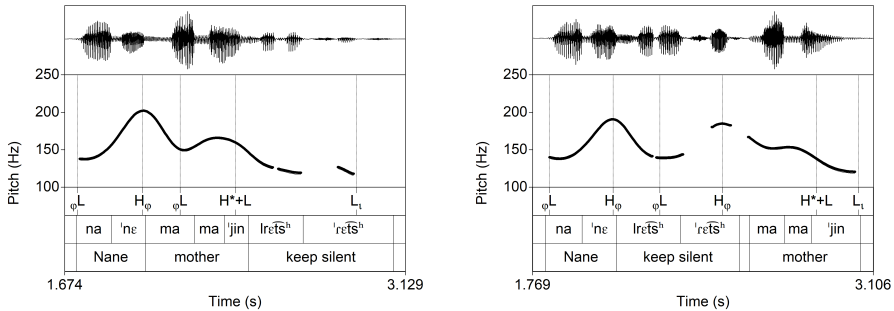 250
200
150
100
Pitch (Hz)
φL Hφ φL H*+L Lι
na ˈnɛ ma ma ˈjin lrɛt͡sʰ ˈɾɛt͡sʰ
Nane mother keep silent
1.674 3.129
Time (s)
250
200
150
100
Pitch (Hz)
φL Hφ φL Hφ H*+L Lι
na ˈnɛ lrɛt͡sʰ ˈɾɛt͡sʰ ma ma ˈjin
Nane keep silent mother
1.769 3.106
Time (s)